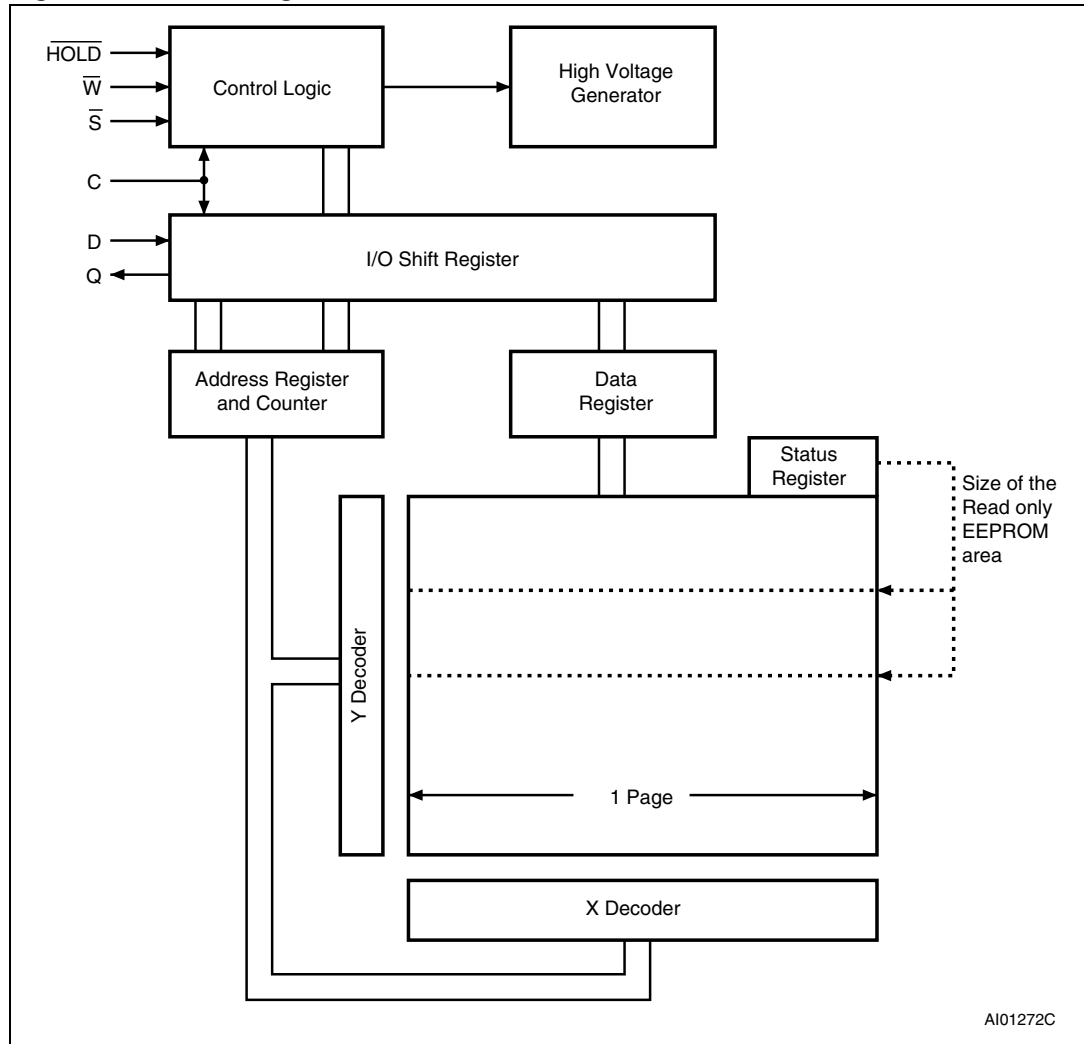 HOLD
W
S
C
D
Q
Control Logic
High Voltage
Generator
I/O Shift Register
Address Register
and Counter
Data
Register
Status
Register
Size of the
Read only
EEPROM
area
Y Decoder
1 Page
X Decoder
AI01272C